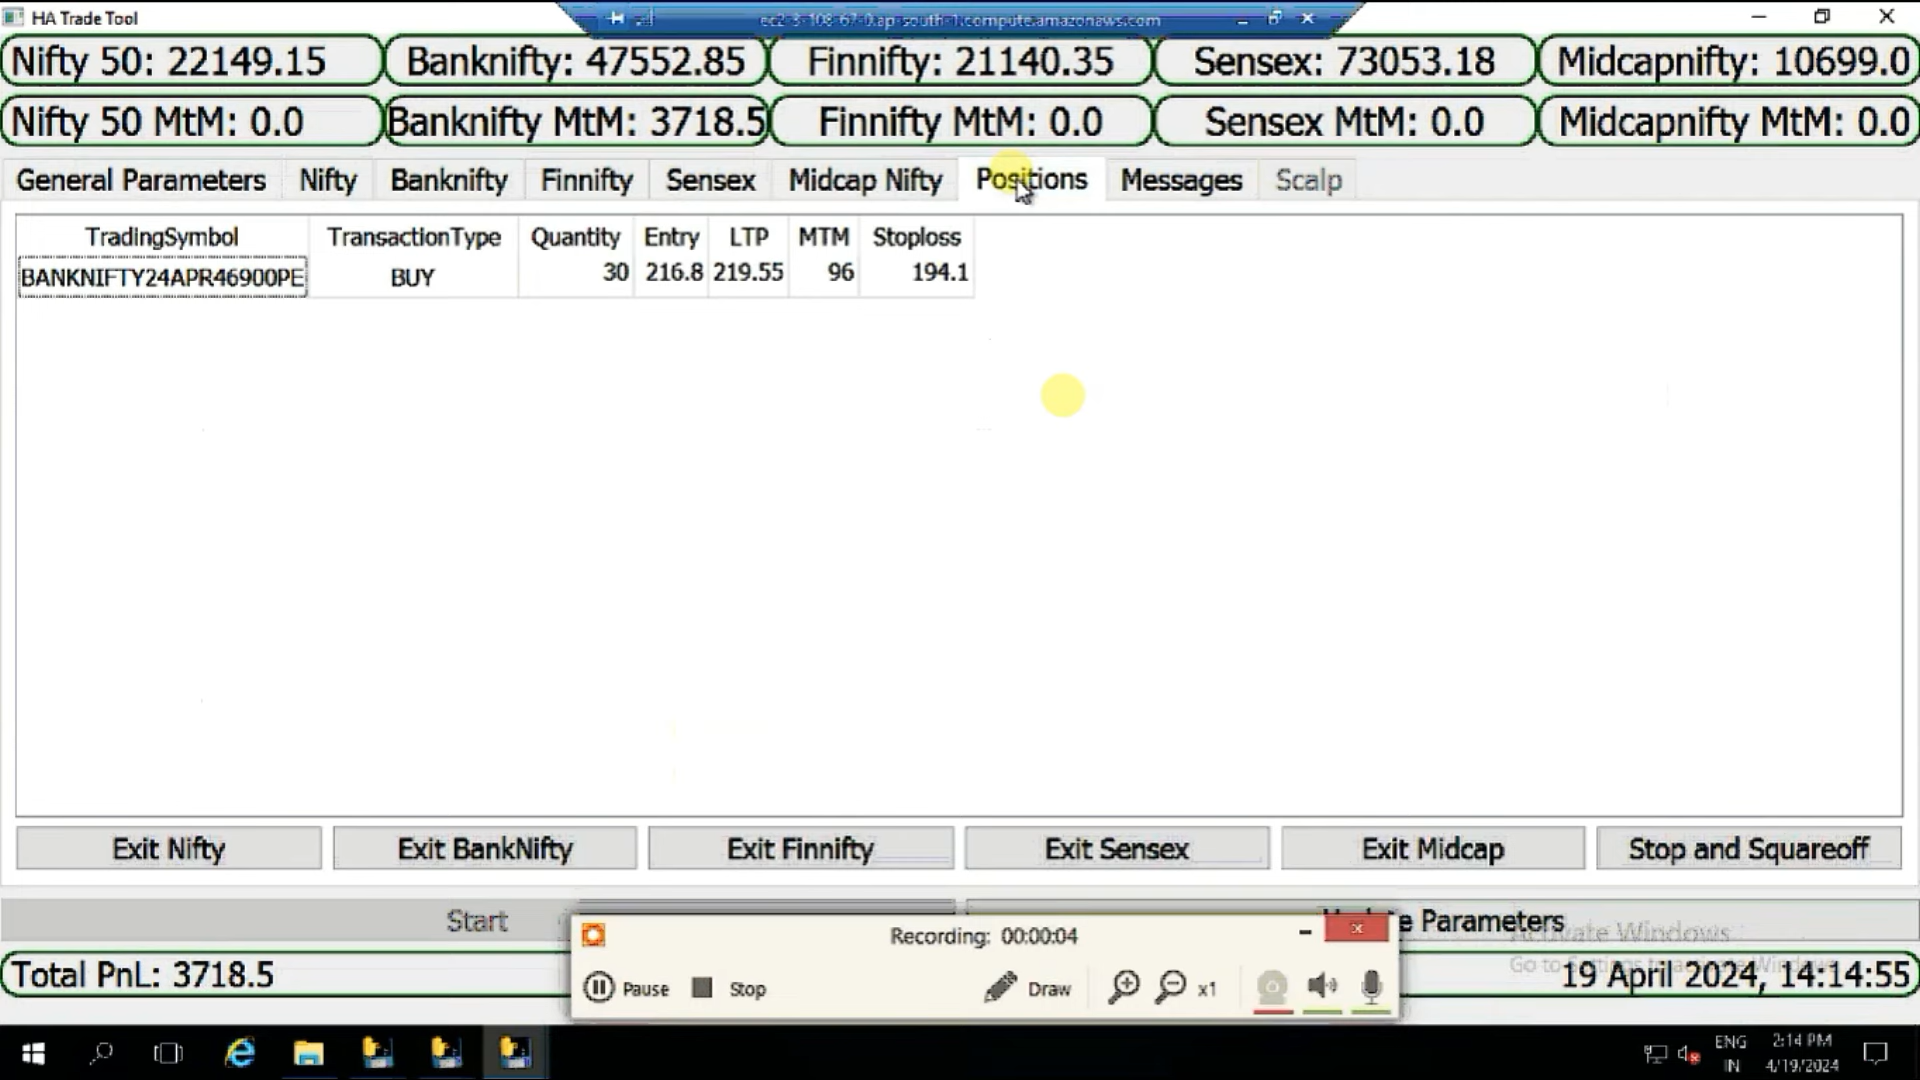 HA Trade Tool
Nifty 50: 22149.15 Banknifty: 47552.85 Finnifty: 21140.35 Sensex: 73053.18 Midcapnifty: 10699.0
Nifty 50 MtM: 0.0 Banknifty MtM: 3718.5 Finnifty MtM: 0.0 Sensex MtM: 0.0 Midcapnifty MtM: 0.0
General Parameters Nifty Banknifty Finnifty Sensex Midcap Nifty Positions Messages Scalp
TradingSymbol TransactionType Quantity Entry LTP MTM Stoploss
BANKNIFTY24APR46900PE BUY 30 216.8 219.55 96 194.1
Exit Nifty Exit BankNifty Exit Finnifty Exit Sensex Exit Midcap Stop and Squareoff
Start Parameters
Activate Windows
Recording: 00:00:04
Total PnL: 3718.5 19 April 2024, 14:14:55
Pause Stop Draw x1
ENG 2:14 PM
IN 4/19/2024